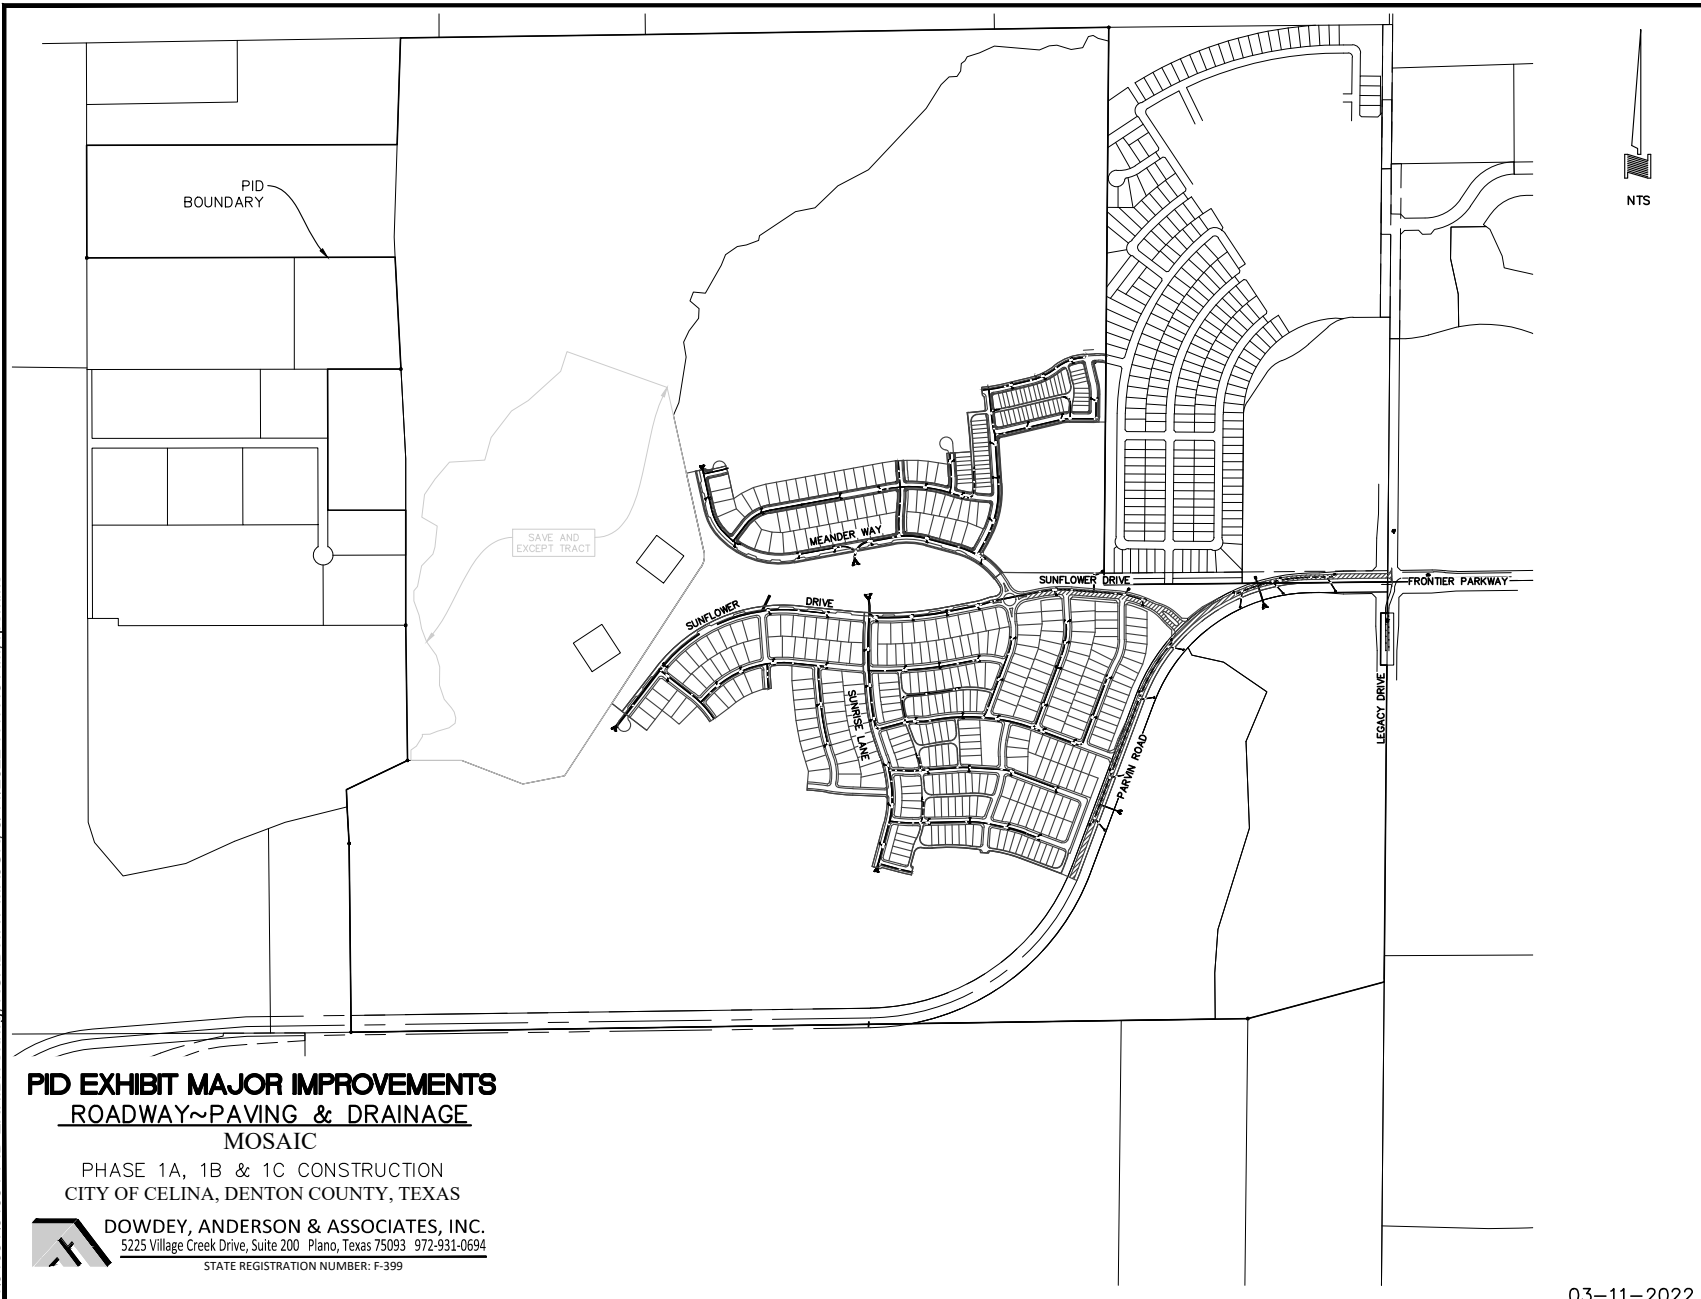 PID
BOUNDARY
NTS
SAVE AND
EXCEPT TRACT
MEANDER WAY
SUNFLOWER DRIVE
FRONTIER PARKWAY
SUNFLOWER DRIVE
SUNRISE LANE
PARVIN ROAD
LEGACY DRIVE
PID EXHIBIT MAJOR IMPROVEMENTS
ROADWAY~PAVING & DRAINAGE
MOSAIC
PHASE 1A, 1B & 1C CONSTRUCTION
CITY OF CELINA, DENTON COUNTY, TEXAS
DOWDEY, ANDERSON & ASSOCIATES, INC.
5225 Village Creek Drive, Suite 200 Plano, Texas 75093 972-931-0694
STATE REGISTRATION NUMBER: F-399
03-11-2022